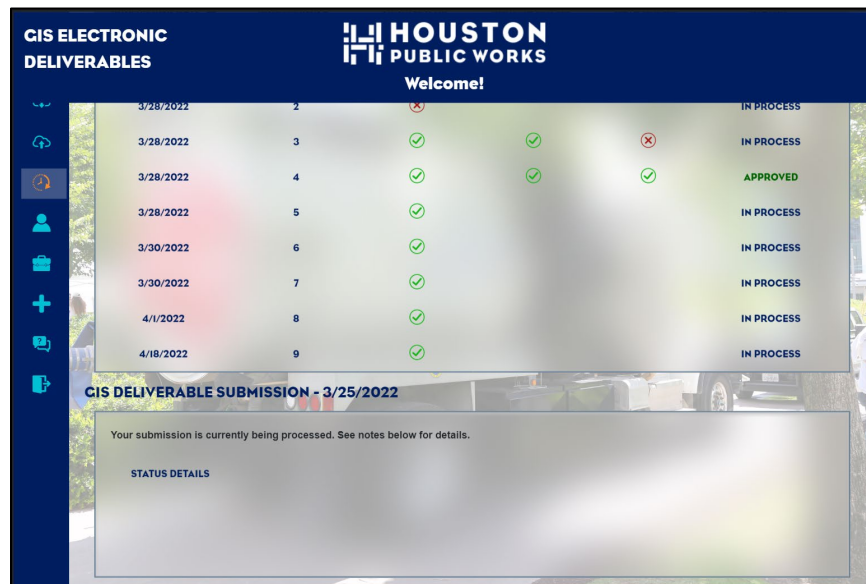 GIS ELECTRONIC
DELIVERABLES
HOUSTON
PUBLIC WORKS
Welcome!
3/28/2022 2 IN PROCESS
3/28/2022 3 IN PROCESS
3/28/2022 4 APPROVED
3/28/2022 5 IN PROCESS
3/30/2022 6 IN PROCESS
3/30/2022 7 IN PROCESS
4/1/2022 8 IN PROCESS
4/18/2022 9 IN PROCESS
GIS DELIVERABLE SUBMISSION - 3/25/2022
Your submission is currently being processed. See notes below for details.
STATUS DETAILS